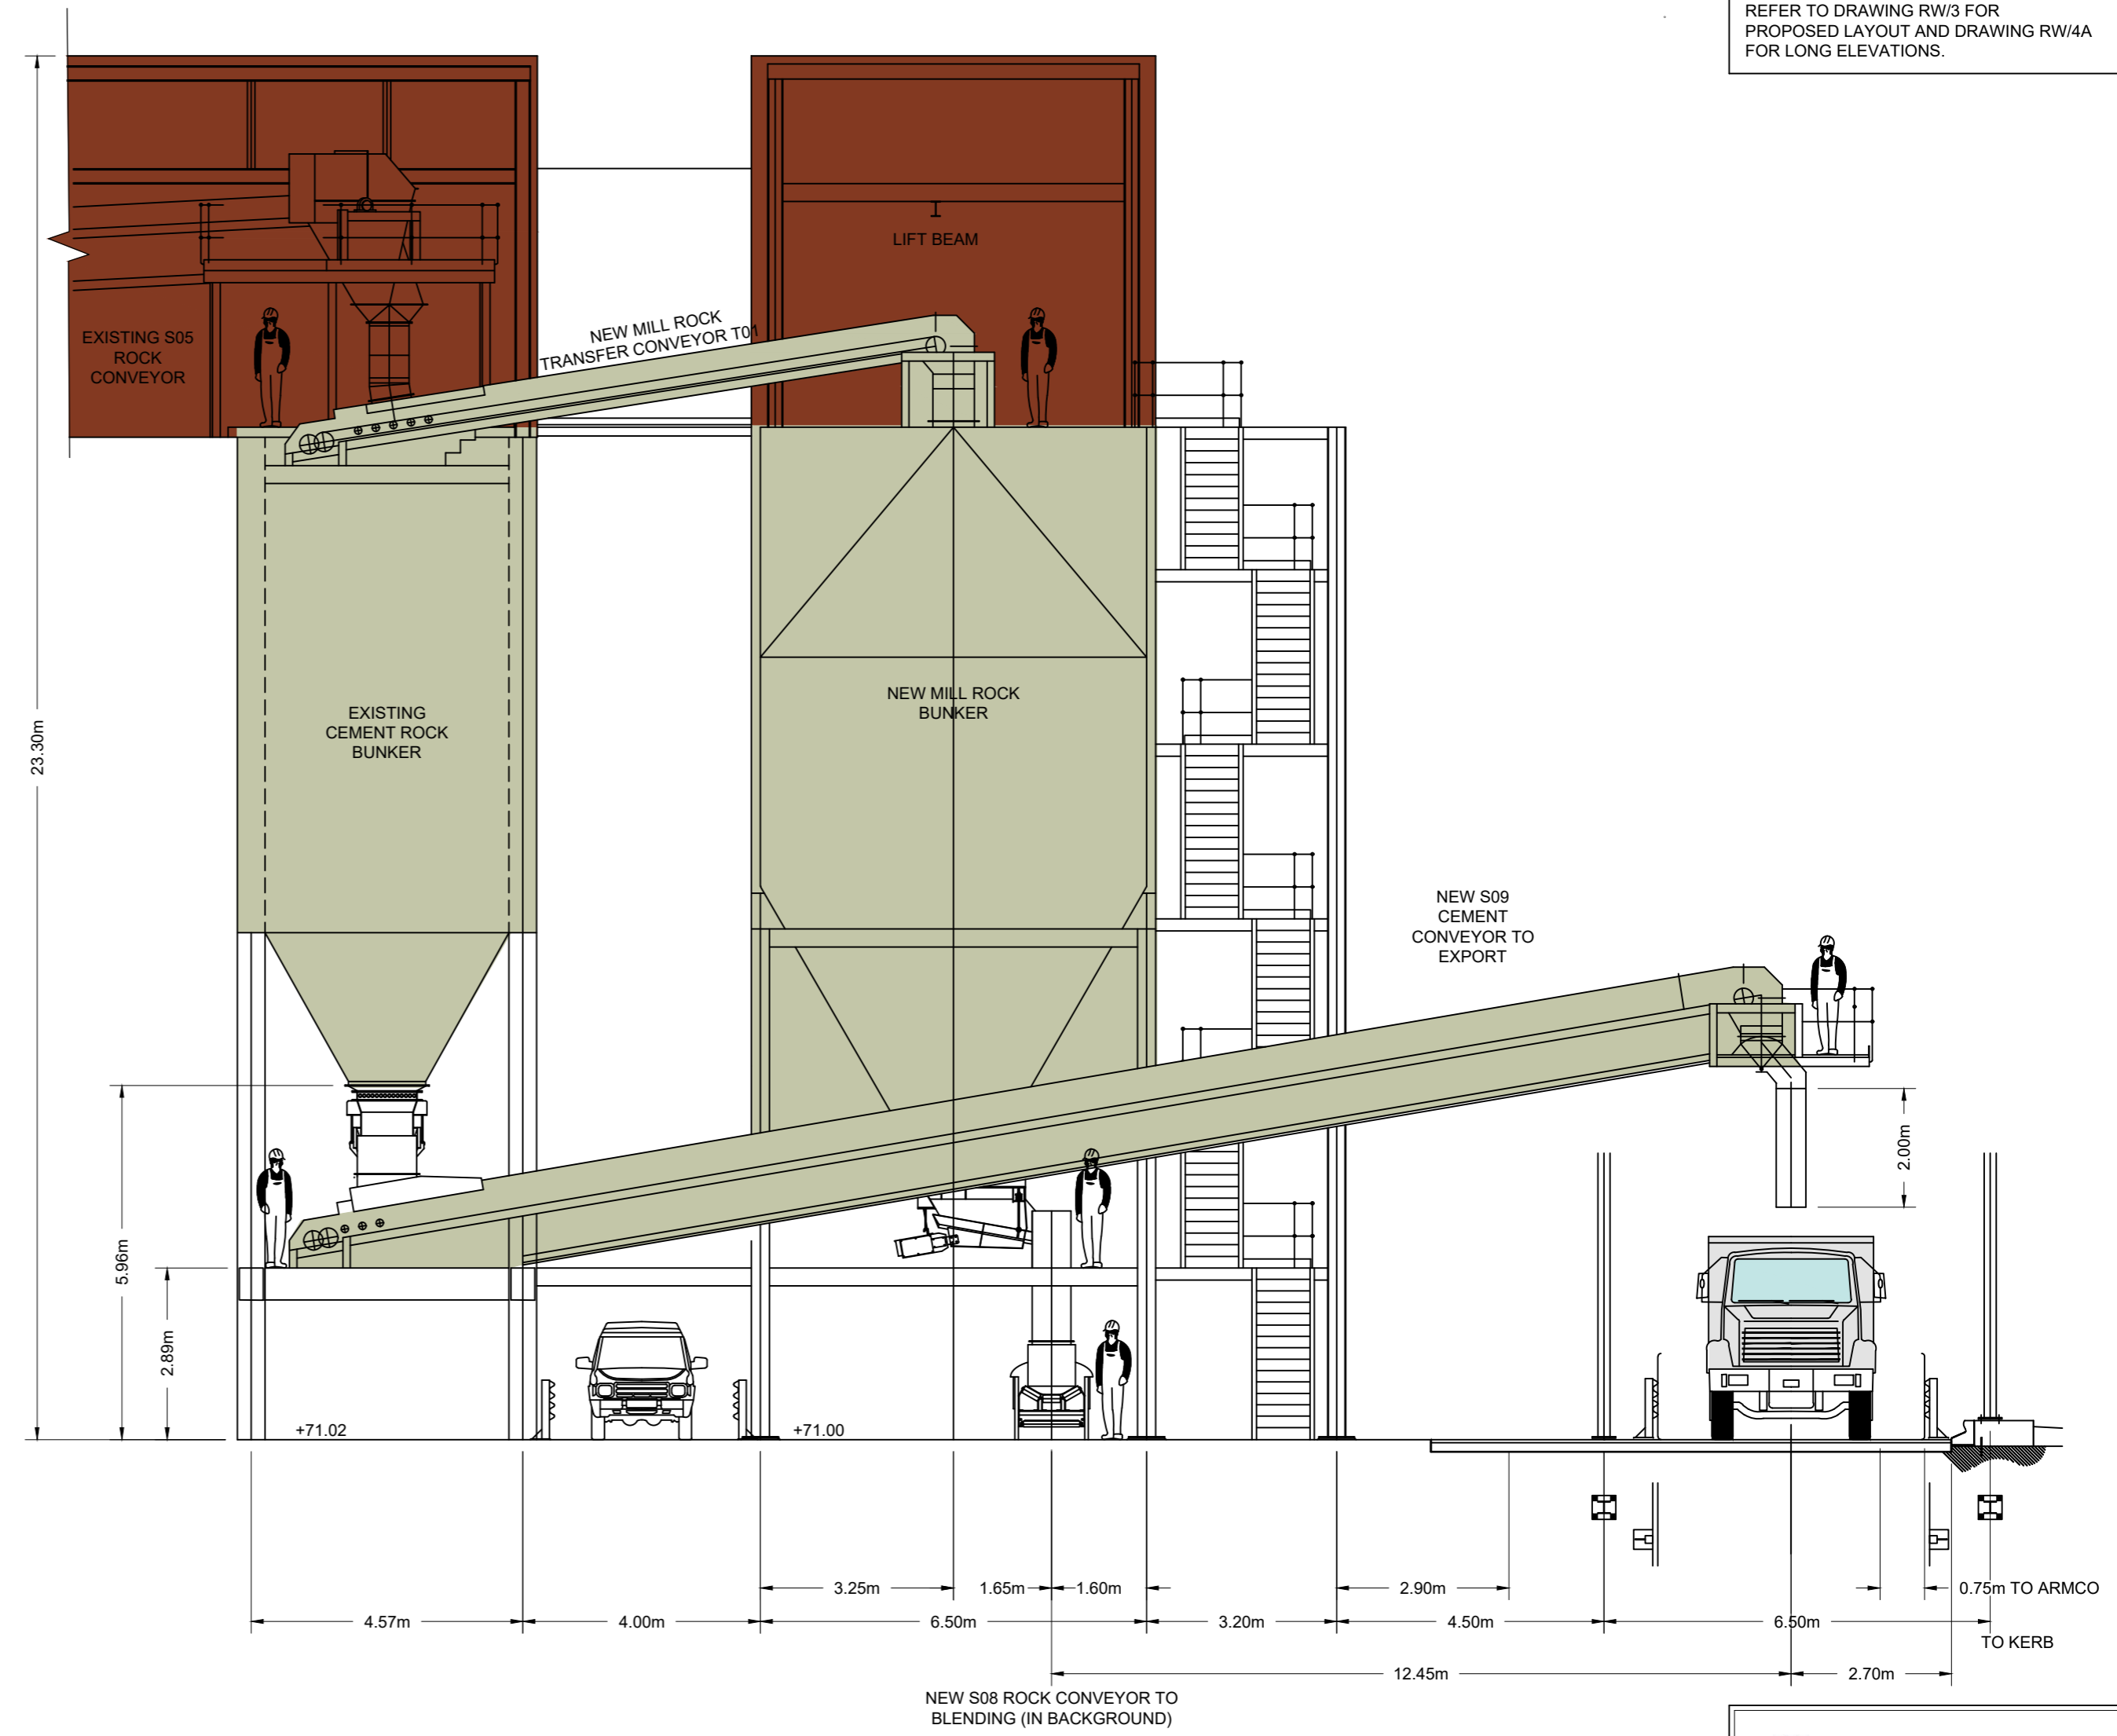 REFER TO DRAWING RW/3 FOR
PROPOSED LAYOUT AND DRAWING RW/4A
FOR LONG ELEVATIONS.
LIFT BEAM
EXISTING S05
ROCK
CONVEYOR
NEW MILL ROCK
TRANSFER CONVEYOR T01
23.30m
EXISTING
CEMENT ROCK
BUNKER
NEW MILL ROCK
BUNKER
NEW S09
CEMENT
CONVEYOR TO
EXPORT
2.00m
5.96m
2.89m
+71.02
+71.00
3.25m
1.65m
1.60m
2.90m
0.75m TO ARMCO
4.57m
4.00m
6.50m
3.20m
4.50m
6.50m
TO KERB
12.45m
2.70m
NEW S08 ROCK CONVEYOR TO
BLENDING (IN BACKGROUND)